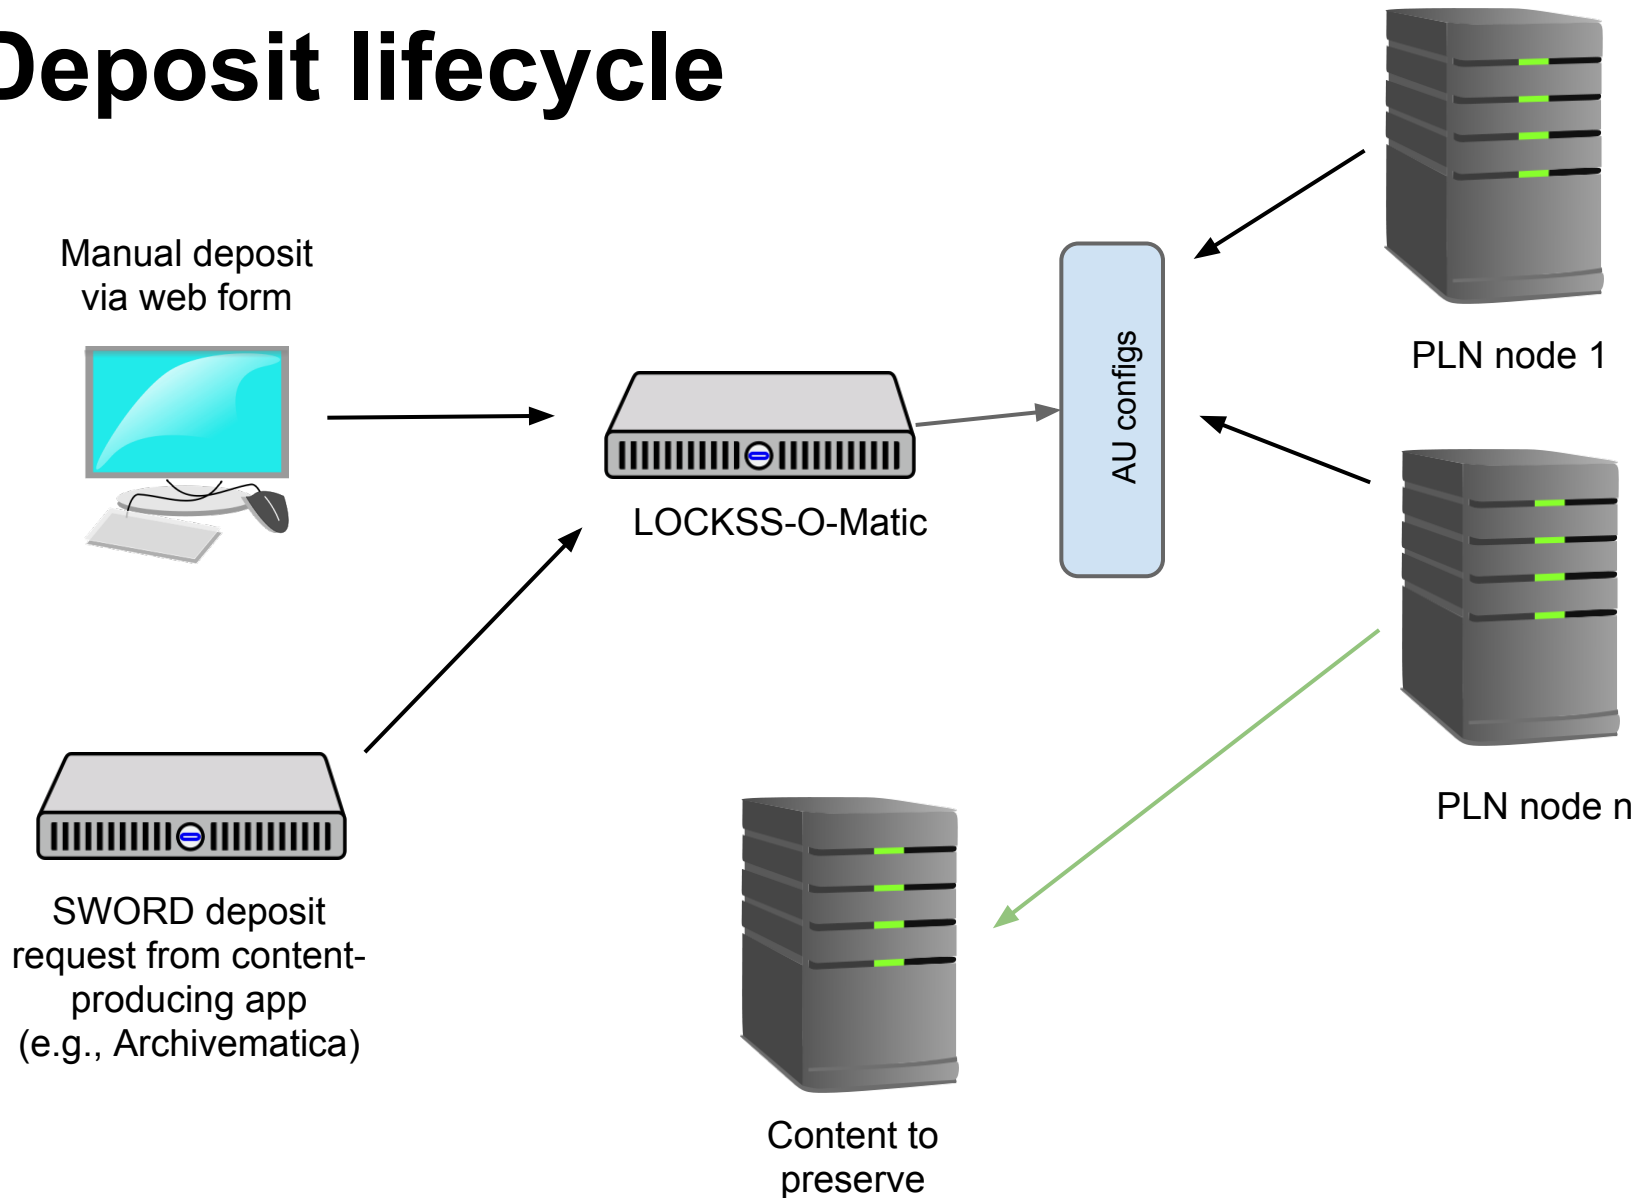 Deposit lifecycle
Manual deposit
via web form
PLN node 1
AU configs
LOCKSS-O-Matic
PLN node n
SWORD deposit
request from content-
producing app
(e.g., Archivematica)
Content to
preserve